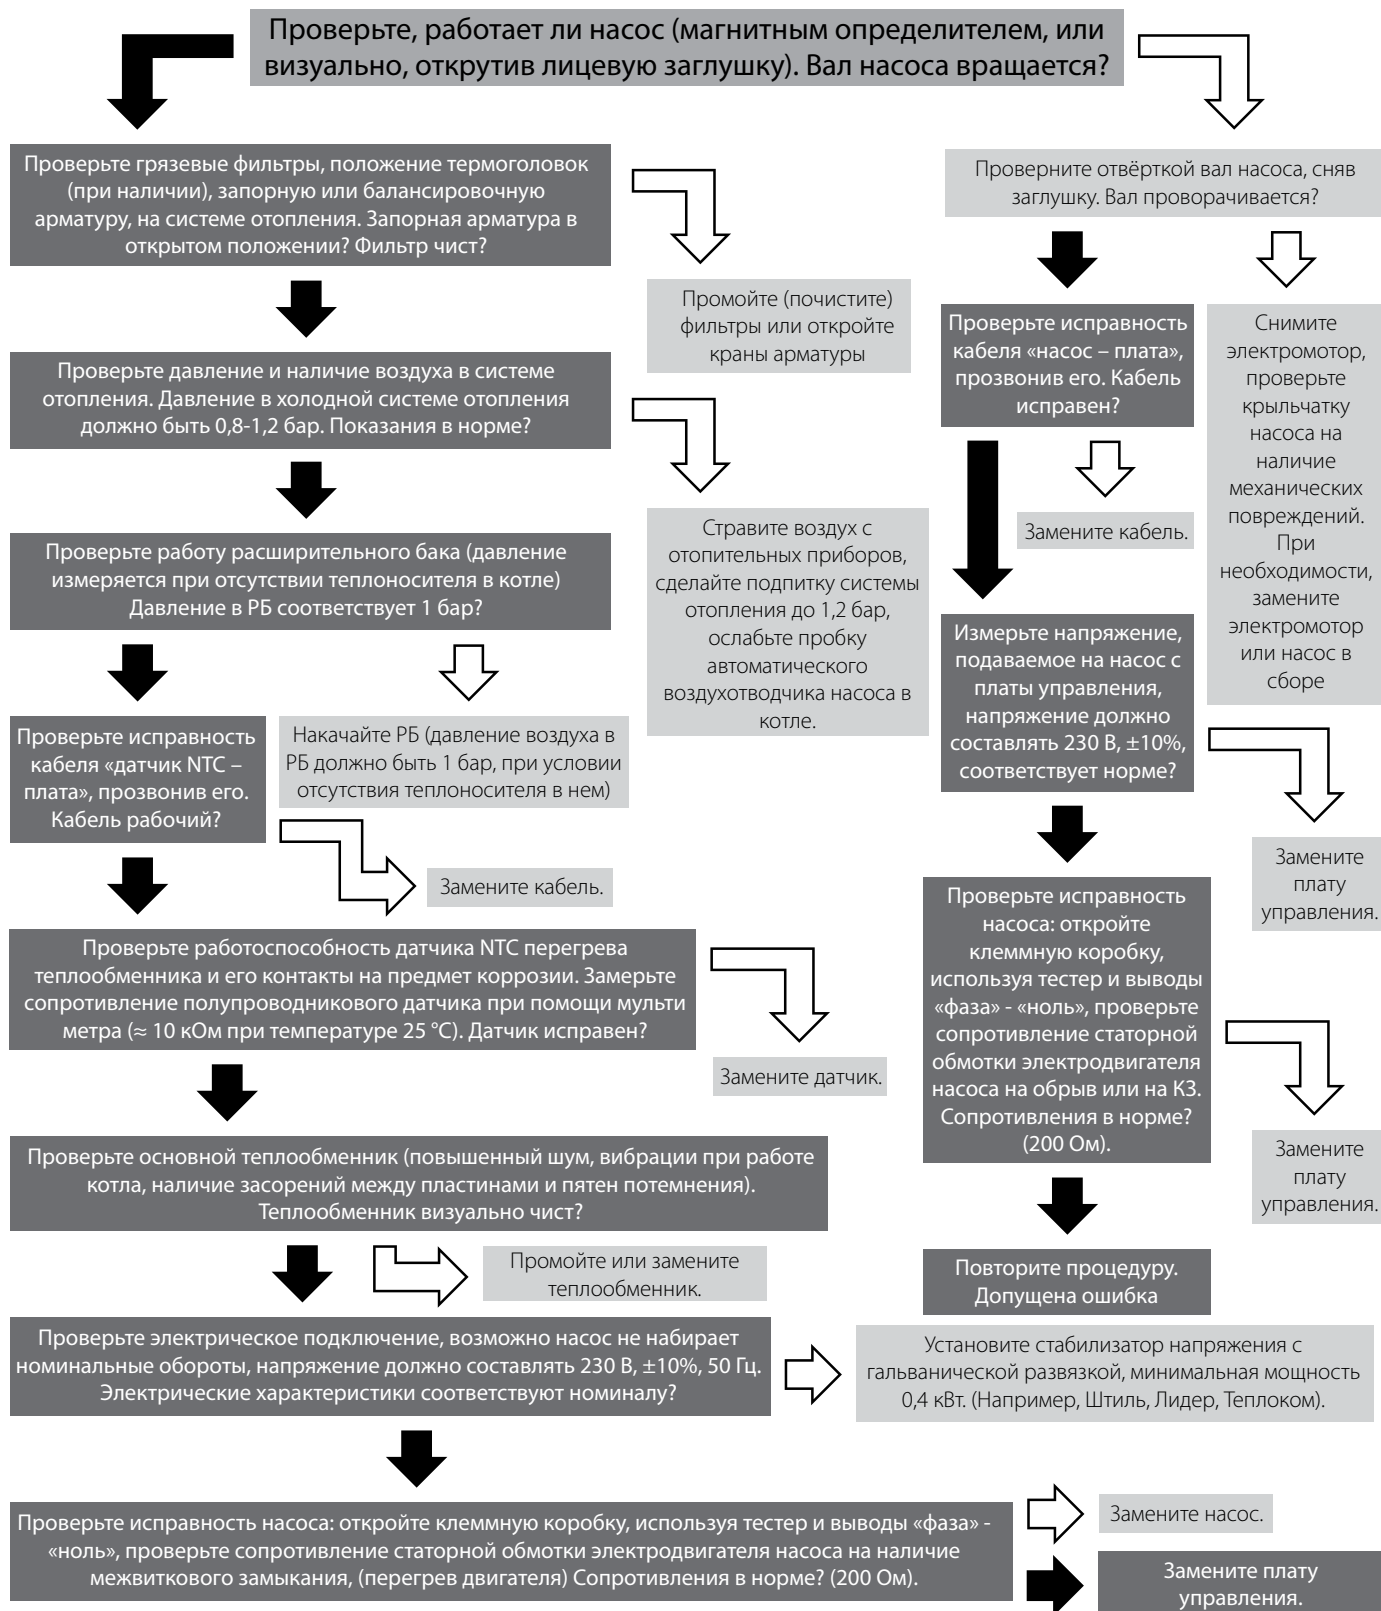 Проверьте, работает ли насос (магнитным определителем, или
визуально, открутив лицевую заглушку). Вал насоса вращается?
Проверьте грязевые фильтры, положение термоголовок
(при наличии), запорную или балансировочную
арматуру, на системе отопления. Запорная арматура в
открытом положении? Фильтр чист?
Промойте (почистите)
фильтры или откройте
краны арматуры
Проверьте давление и наличие воздуха в системе
отопления. Давление в холодной системе отопления
должно быть 0,8-1,2 бар. Показания в норме?
Стравите воздух с
отопительных приборов,
сделайте подпитку системы
отопления до 1,2 бар,
ослабьте пробку
автоматического
воздухотводчика насоса в
котле.
Проверьте работу расширительного бака (давление
измеряется при отсутствии теплоносителя в котле)
Давление в РБ соответствует 1 бар?
Накачайте РБ (давление воздуха в
РБ должно быть 1 бар, при условии
отсутствия теплоносителя в нем)
Проверьте исправность
кабеля «датчик NTC –
плата», прозвонив его.
Кабель рабочий?
Замените кабель.
Проверьте работоспособность датчика NTC перегрева
теплообменника и его контакты на предмет коррозии. Замерьте
сопротивление полупроводникового датчика при помощи мульти
метра (≈ 10 кОм при температуре 25 °C). Датчик исправен?
Замените датчик.
Проверьте основной теплообменник (повышенный шум, вибрации при работе
котла, наличие засорений между пластинами и пятен потемнения).
Теплообменник визуально чист?
Промойте или замените
теплообменник.
Проверьте электрическое подключение, возможно насос не набирает
номинальные обороты, напряжение должно составлять 230 В, ±10%, 50 Гц.
Электрические характеристики соответствуют номиналу?
Установите стабилизатор напряжения с
гальванической развязкой, минимальная мощность
0,4 кВт. (Например, Штиль, Лидер, Теплоком).
Проверьте исправность насоса: откройте клеммную коробку, используя тестер и выводы «фаза» -
«ноль», проверьте сопротивление статорной обмотки электродвигателя насоса на наличие
межвиткового замыкания, (перегрев двигателя) Сопротивления в норме? (200 Ом).
Замените насос.
Замените плату
управления.
Проверните отвёрткой вал насоса, сняв
заглушку. Вал проворачивается?
Проверьте исправность
кабеля «насос – плата»,
прозвонив его. Кабель
исправен?
Замените кабель.
Снимите
электромотор,
проверьте
крыльчатку
насоса на
наличие
механических
повреждений.
При
необходимости,
замените
электромотор
или насос в
сборе
Измерьте напряжение,
подаваемое на насос с
платы управления,
напряжение должно
составлять 230 В, ±10%,
соответствует норме?
Замените
плату
управления.
Проверьте исправность
насоса: откройте
клеммную коробку,
используя тестер и выводы
«фаза» - «ноль», проверьте
сопротивление статорной
обмотки электродвигателя
насоса на обрыв или на КЗ.
Сопротивления в норме?
(200 Ом).
Замените
плату
управления.
Повторите процедуру.
Допущена ошибка